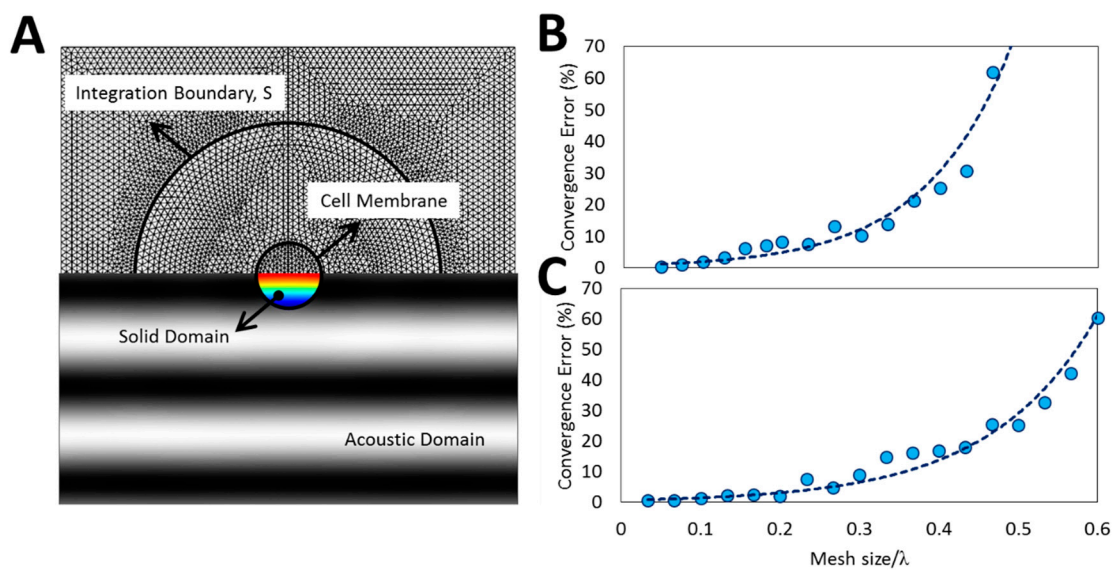 A
Integration Boundary, S
Cell Membrane
Solid Domain
Acoustic Domain
B
Convergence Error (%)
70
60
50
40
30
20
10
0
C
Convergence Error (%)
70
60
50
40
30
20
10
0
0 0.1 0.2 0.3 0.4 0.5 0.6
Mesh size/λ